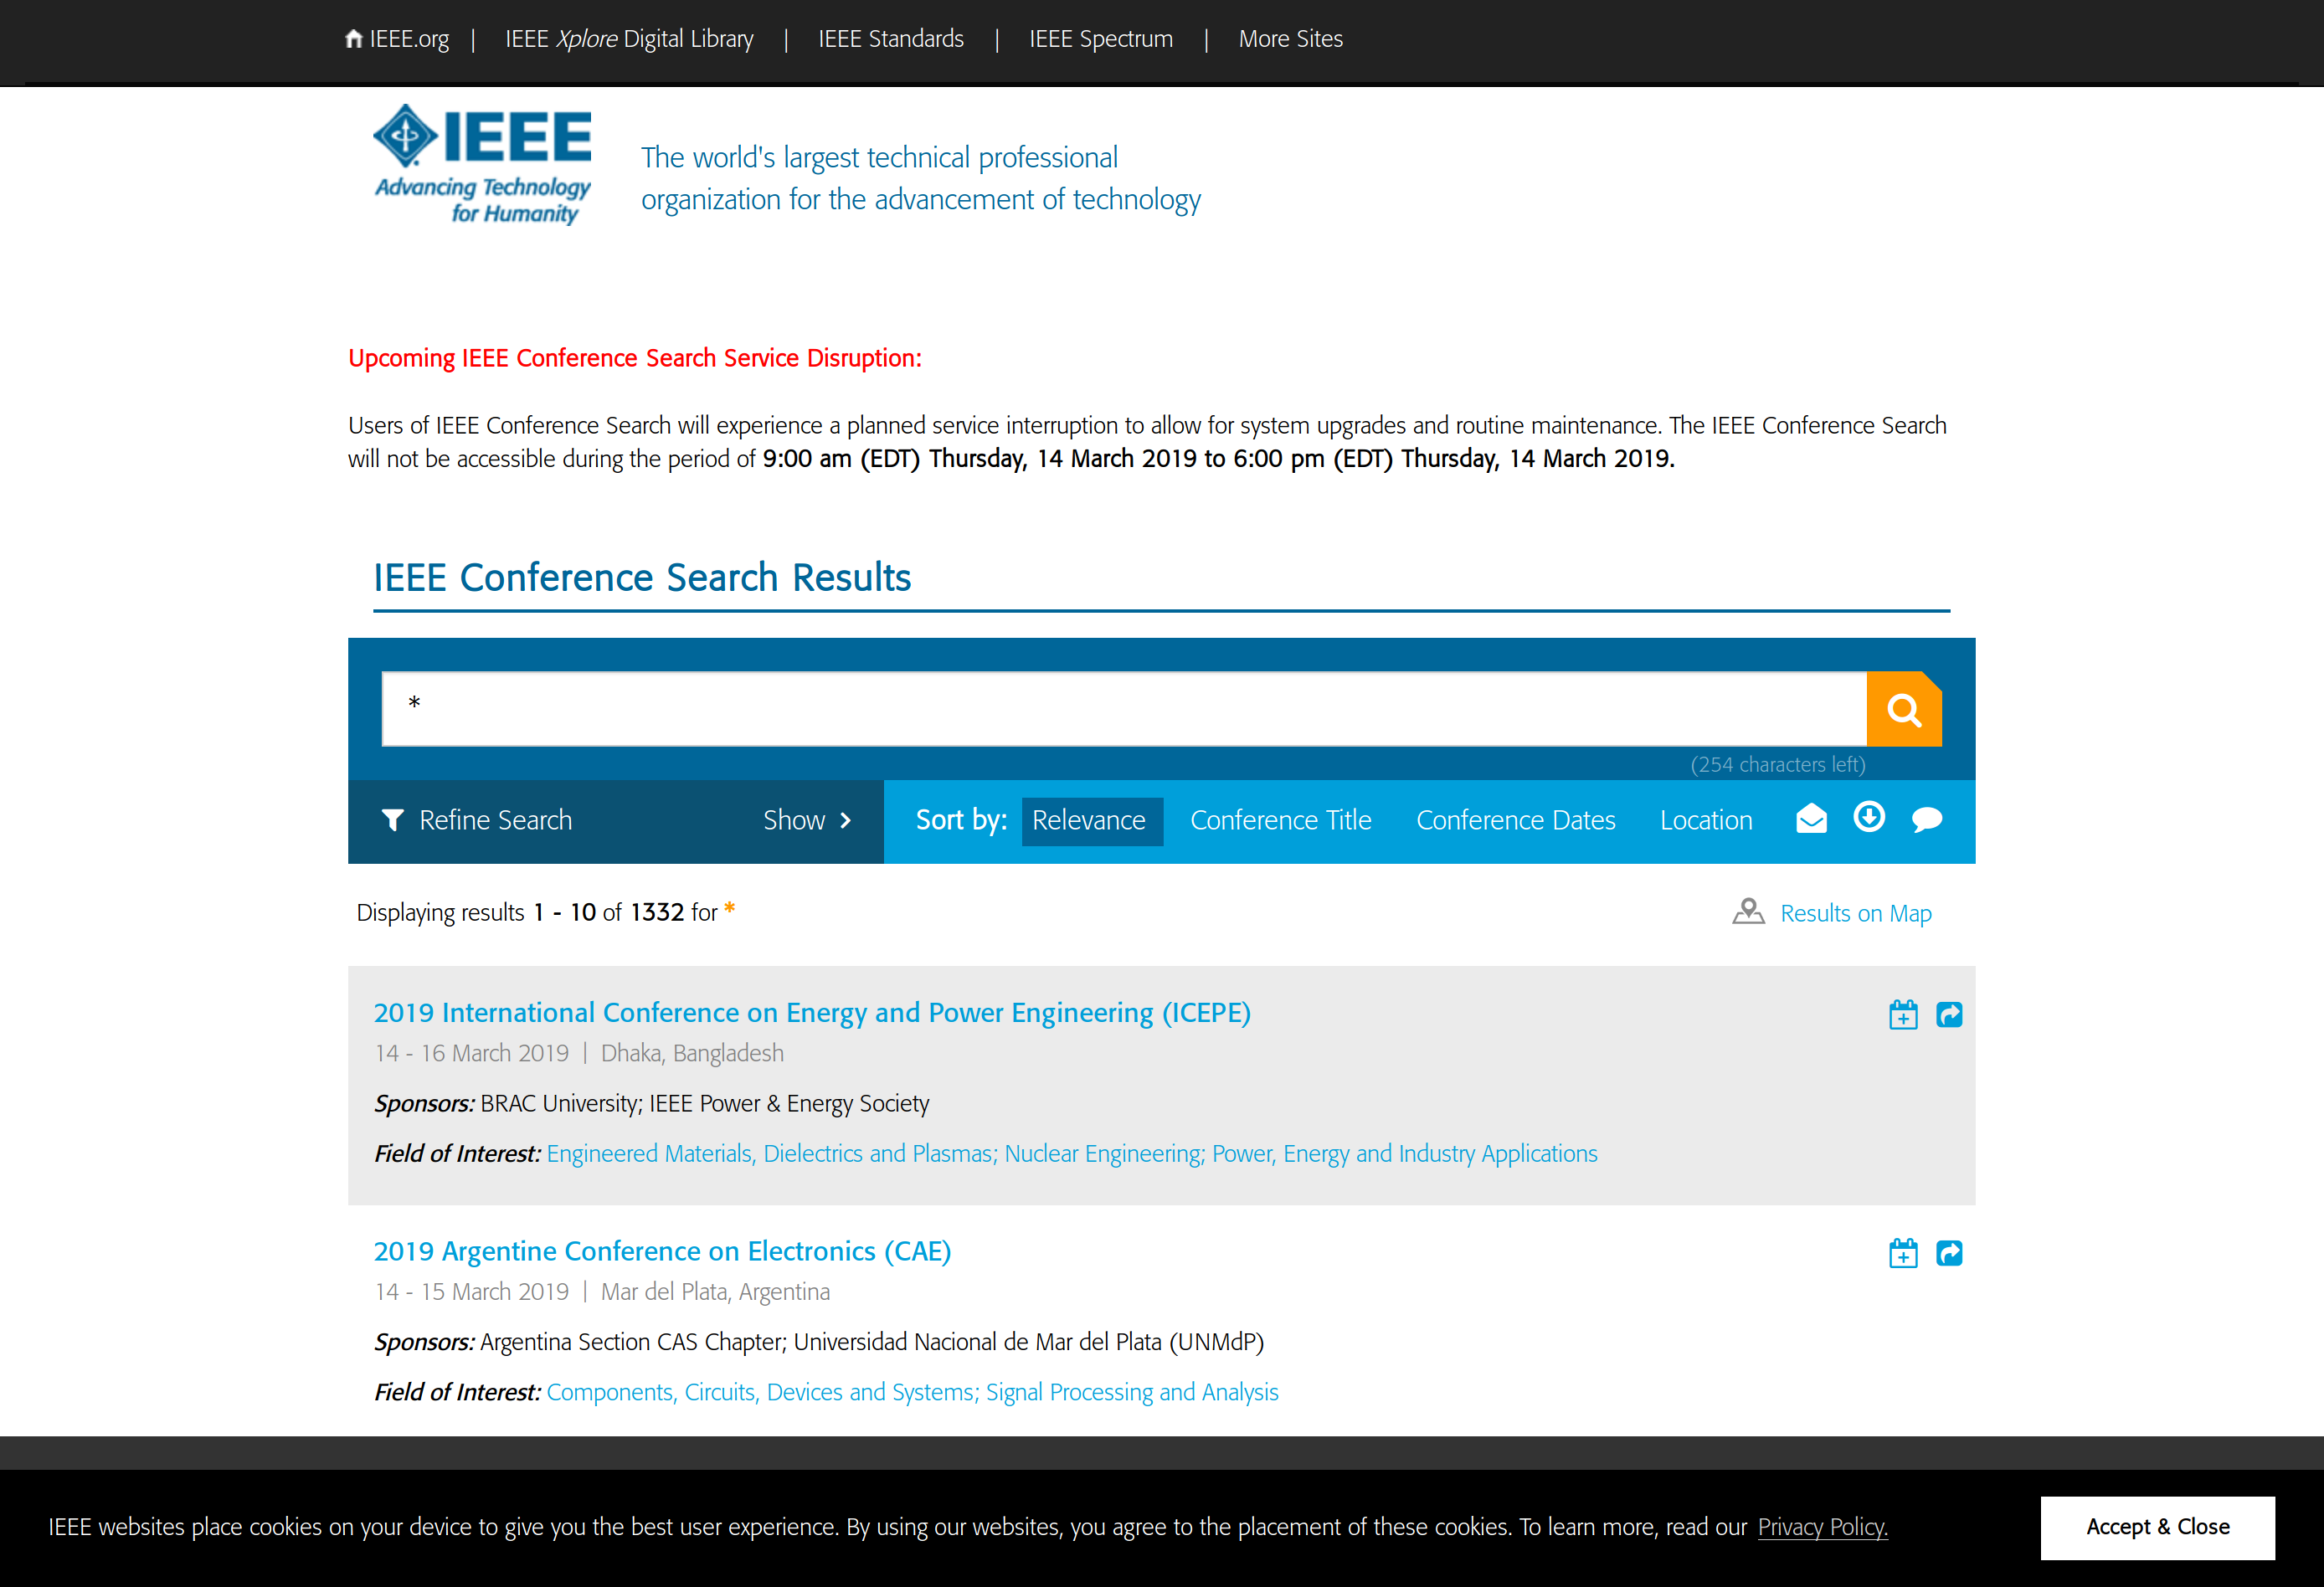 IEEE.org | IEEE Xplore Digital Library | IEEE Standards | IEEE Spectrum | More Sites
IEEE
Advancing Technology
for Humanity
The world's largest technical professional
organization for the advancement of technology
Upcoming IEEE Conference Search Service Disruption:
Users of IEEE Conference Search will experience a planned service interruption to allow for system upgrades and routine maintenance. The IEEE Conference Search
will not be accessible during the period of 9:00 am (EDT) Thursday, 14 March 2019 to 6:00 pm (EDT) Thursday, 14 March 2019.
IEEE Conference Search Results
*
(254 characters left)
Refine Search Show Sort by: Relevance Conference Title Conference Dates Location
Displaying results 1 - 10 of 1332 for * Results on Map
2019 International Conference on Energy and Power Engineering (ICEPE)
14 - 16 March 2019 | Dhaka, Bangladesh
Sponsors: BRAC University; IEEE Power & Energy Society
Field of Interest: Engineered Materials, Dielectrics and Plasmas; Nuclear Engineering; Power, Energy and Industry Applications
2019 Argentine Conference on Electronics (CAE)
14 - 15 March 2019 | Mar del Plata, Argentina
Sponsors: Argentina Section CAS Chapter; Universidad Nacional de Mar del Plata (UNMdP)
Field of Interest: Components, Circuits, Devices and Systems; Signal Processing and Analysis
IEEE websites place cookies on your device to give you the best user experience. By using our websites, you agree to the placement of these cookies. To learn more, read our Privacy Policy. Accept & Close